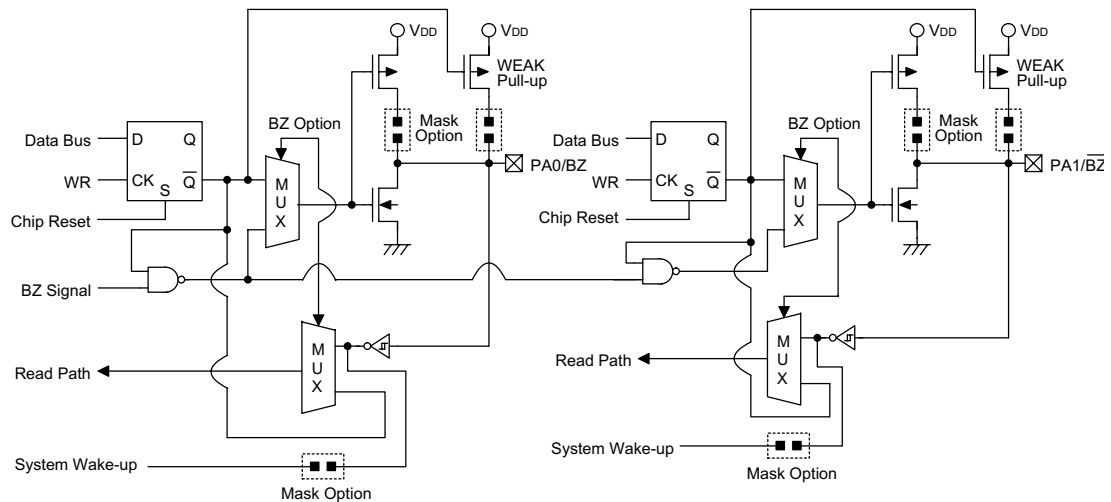 VDD
VDD
WEAK
Pull-up
Mask
Option
BZ Option
Data Bus
D
Q
PA0/BZ
WR
CK
S
Q̅
M
U
X
Chip Reset
BZ Signal
M
U
X
Read Path
System Wake-up
Mask Option
VDD
VDD
WEAK
Pull-up
Mask
Option
BZ Option
Data Bus
D
Q
PA1/B̅Z̅
WR
CK
S
Q̅
M
U
X
Chip Reset
M
U
X
Read Path
System Wake-up
Mask Option